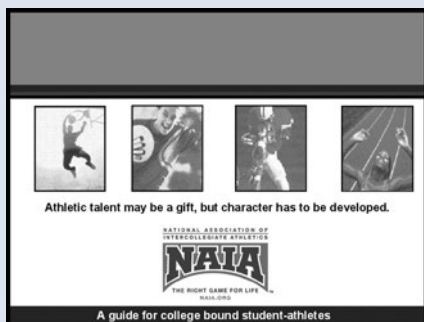 Athletic talent may be a gift, but character has to be developed.
NATIONAL ASSOCIATION OF
INTERCOLLEGIATE ATHLETICS
NAIA
THE RIGHT GAME FOR LIFE
NAIA.ORG
A guide for college bound student-athletes